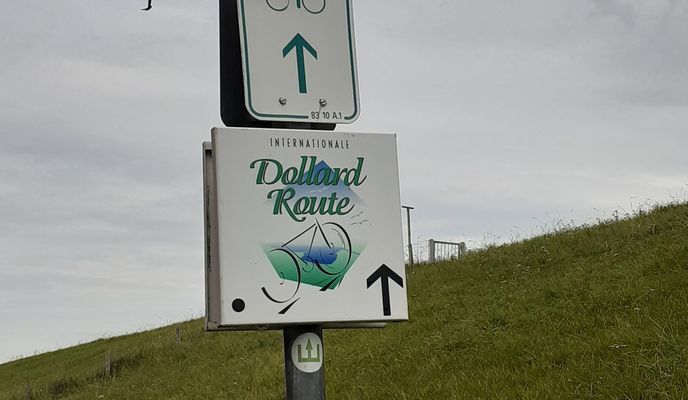 83 10 A.1
INTERNATIONALE
Dollard
Route